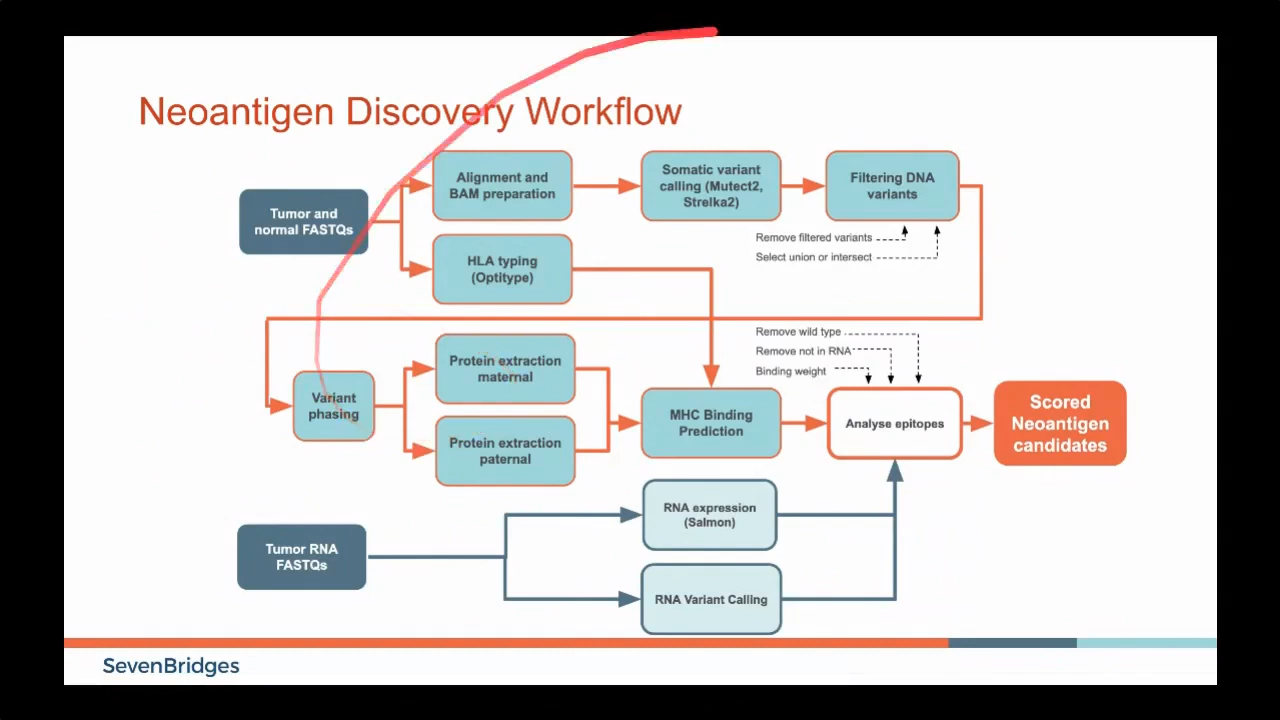 Neoantigen Discovery Workflow
Tumor and
normal FASTQs
Alignment and
BAM preparation
Somatic variant
calling (Mutect2,
Strelka2)
Filtering DNA
variants
HLA typing
(Optitype)
Remove filtered variants
Select union or intersect
Variant
phasing
Protein extraction
maternal
Protein extraction
paternal
MHC Binding
Prediction
Remove wild type
Remove not in RNA
Binding weight
Analyse epitopes
Scored
Neoantigen
candidates
Tumor RNA
FASTQs
RNA expression
(Salmon)
RNA Variant Calling
SevenBridges